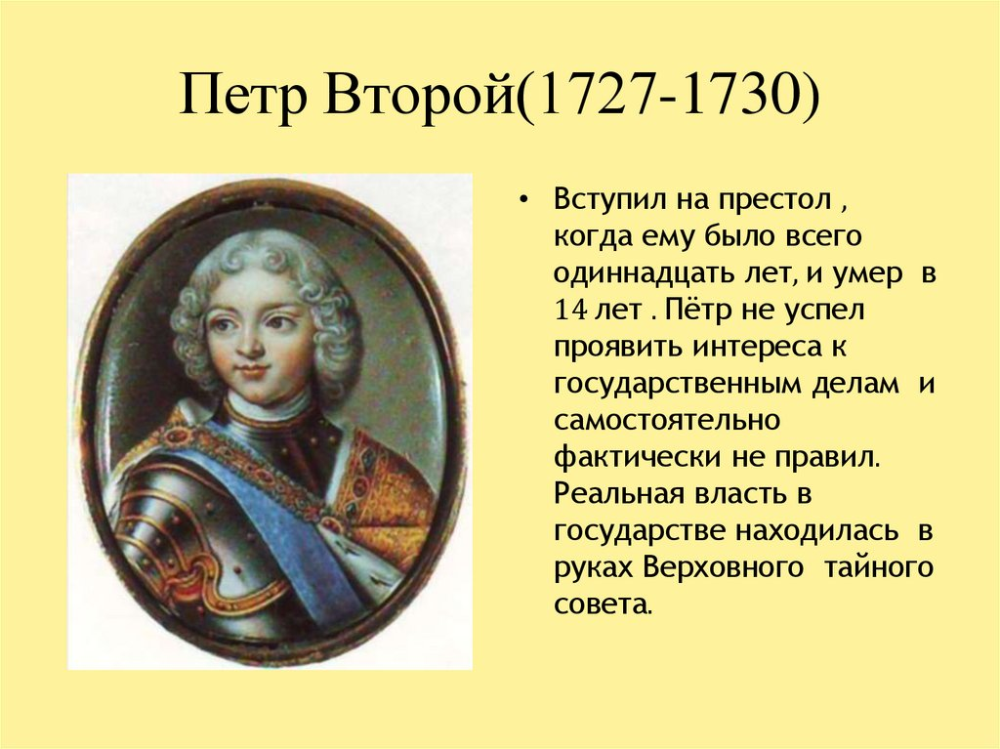 Петр Второй(1727-1730)
• Вступил на престол ,
когда ему было всего
одиннадцать лет, и умер в
14 лет . Пётр не успел
проявить интереса к
государственным делам и
самостоятельно
фактически не правил.
Реальная власть в
государстве находилась в
руках Верховного тайного
совета.